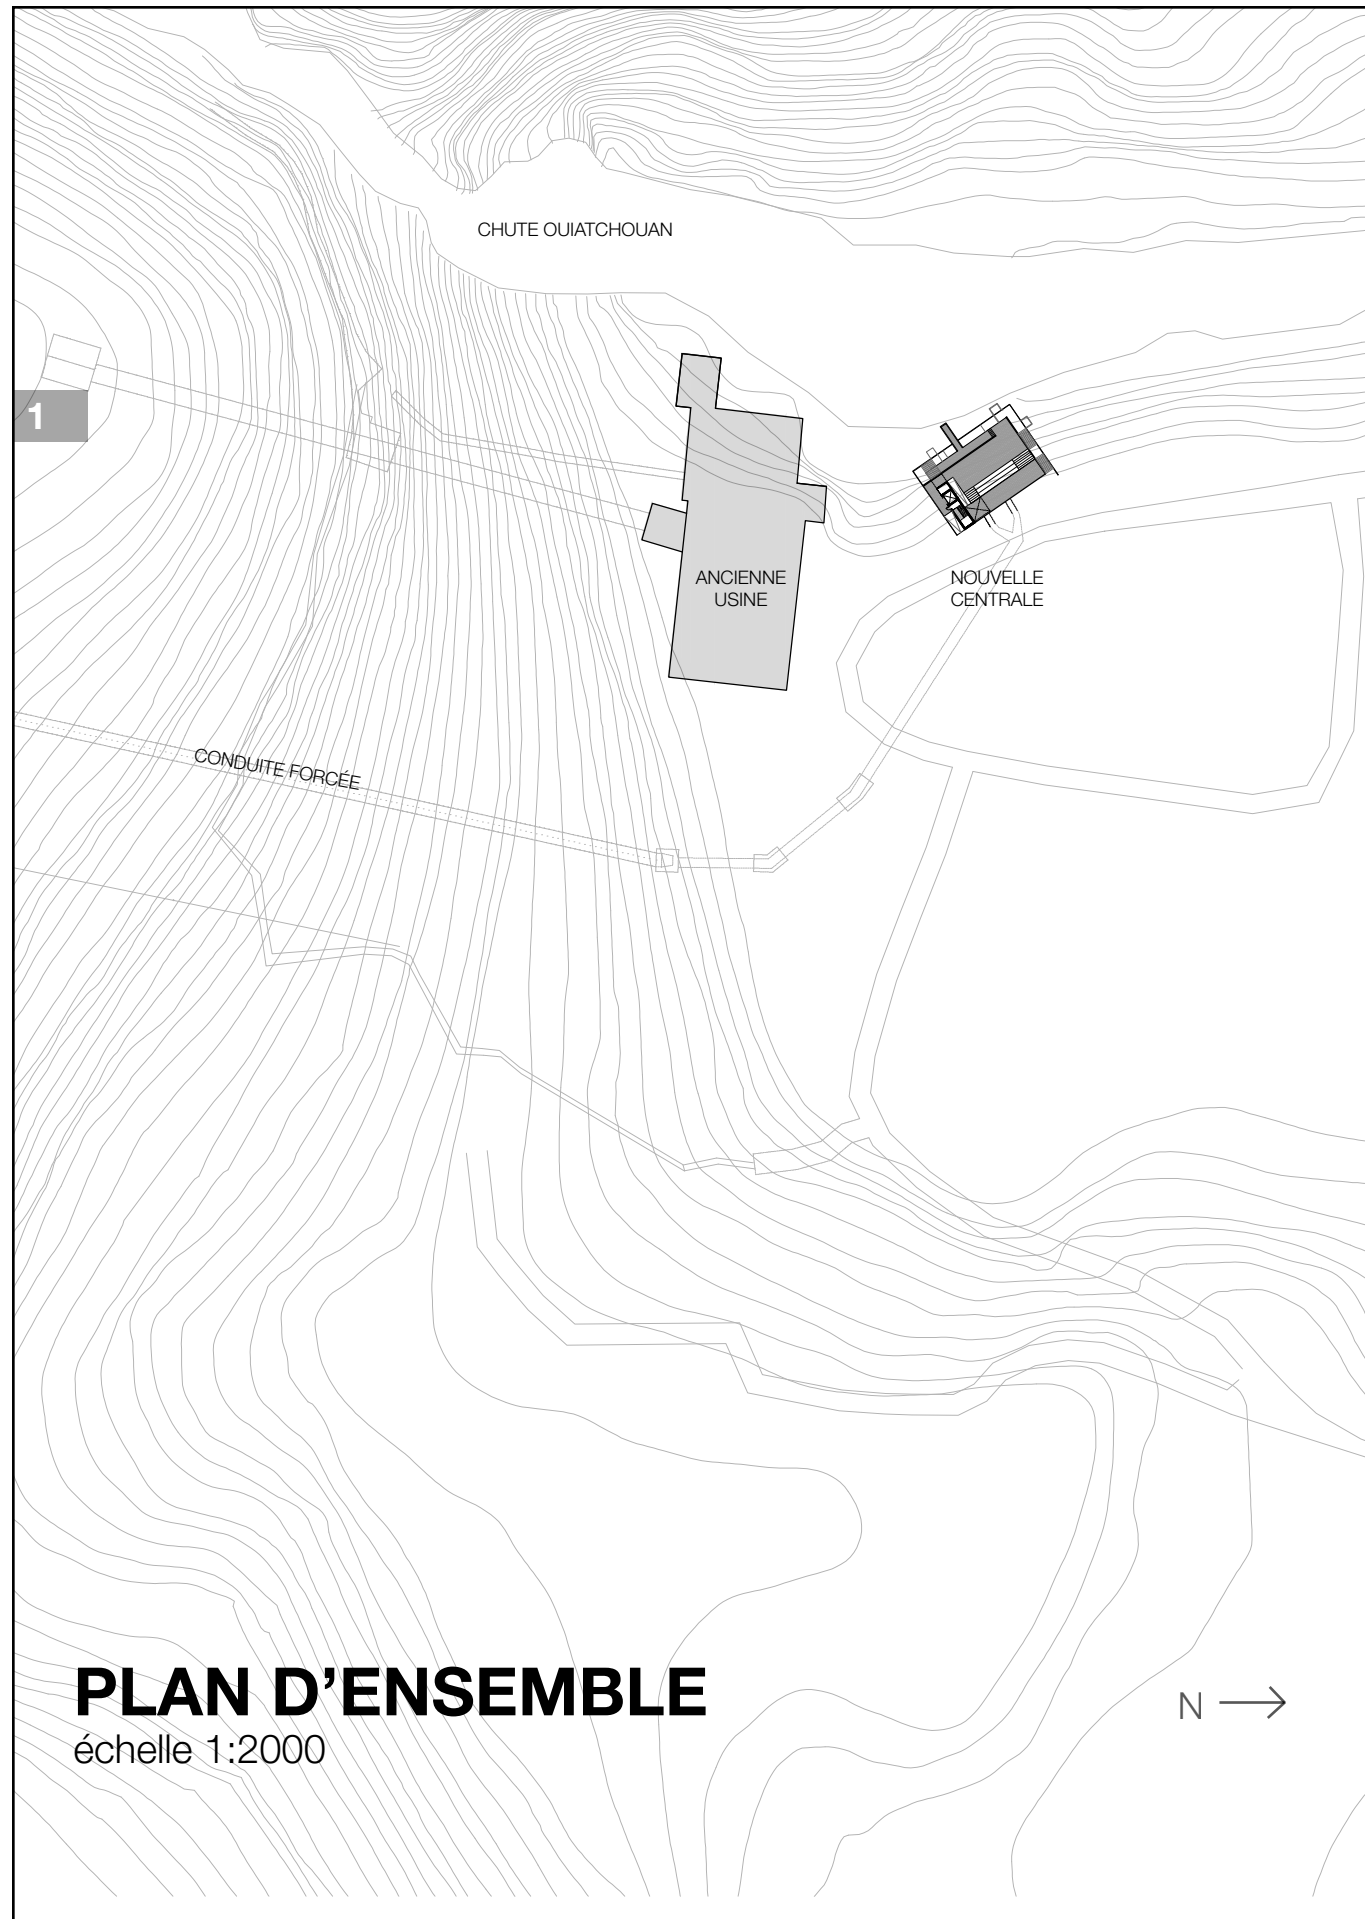 CHUTE OUIATCHOUAN
1
ANCIENNE
USINE
NOUVELLE
CENTRALE
CONDUITE FORCÉE
PLAN D’ENSEMBLE
échelle 1:2000
N